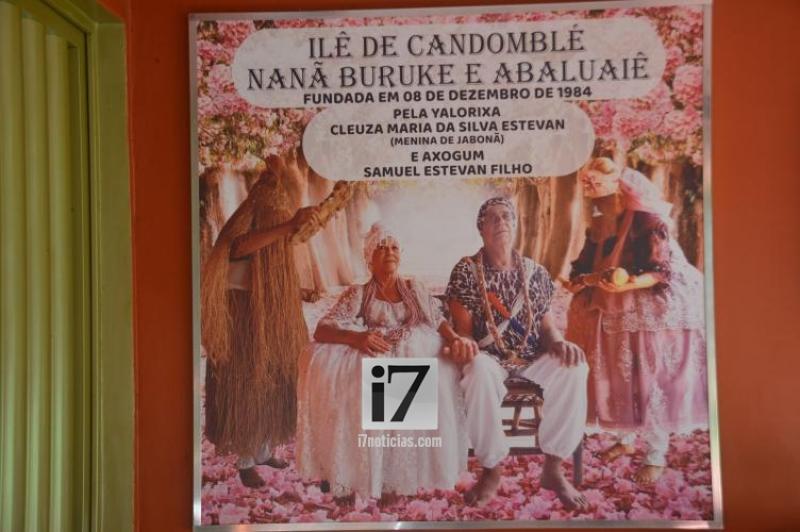 ILÊ DE CANDOMBLÉ
NANÃ BURUKE E ABALUAIÊ
FUNDADA EM 08 DE DEZEMBRO DE 1984
PELA YALORIXA
CLEUZA MARIA DA SILVA ESTEVAN
(MENINA DE JABONÃ)
E AXOGUM
SAMUEL ESTEVAN FILHO
i7
i7noticias.com